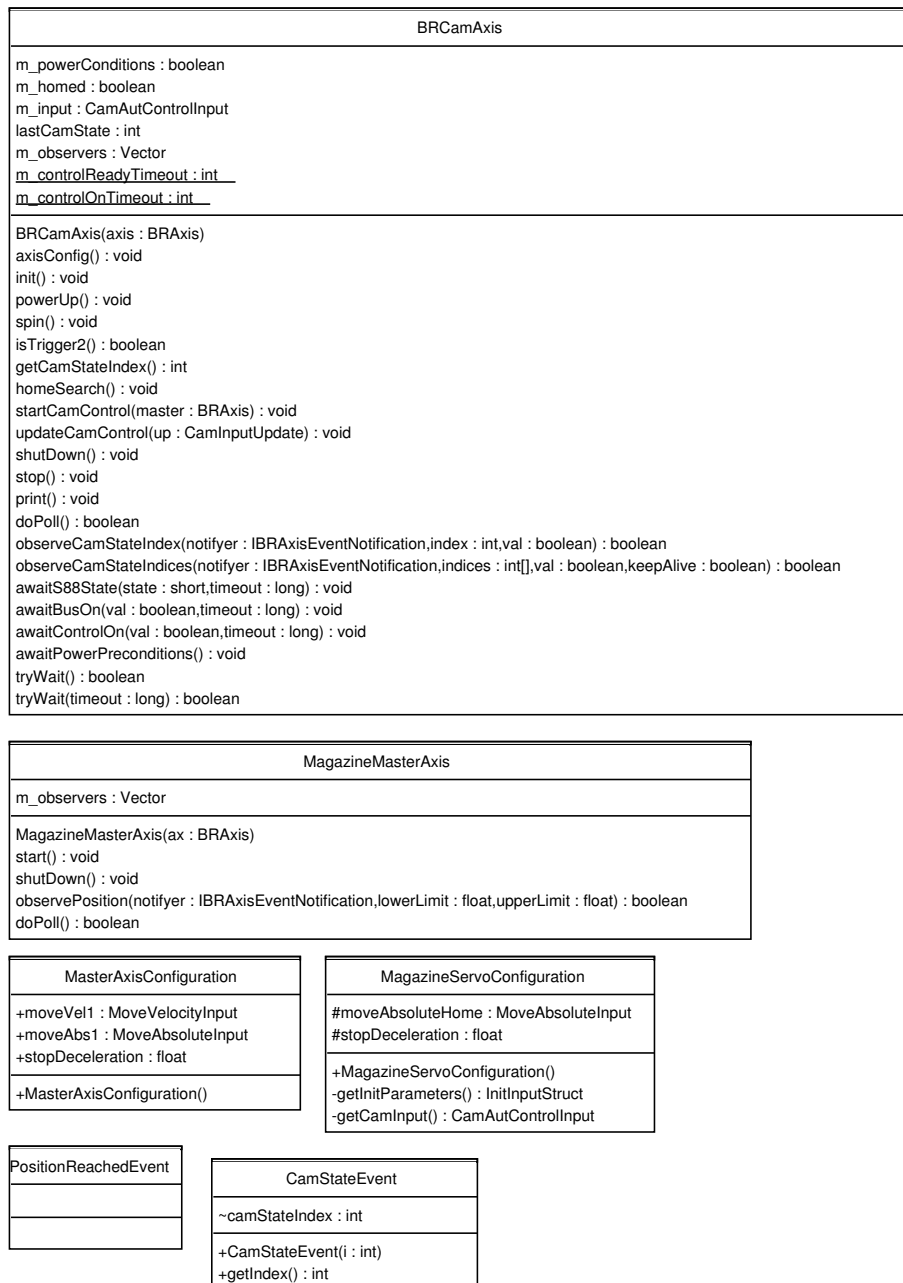 BRCamAxis
m_powerConditions : boolean
m_homed : boolean
m_input : CamAutControlInput
lastCamState : int
m_observers : Vector
m_controlReadyTimeout : int
m_controlOnTimeout : int
BRCamAxis(axis : BRAxis)
axisConfig() : void
init() : void
powerUp() : void
spin() : void
isTrigger2() : boolean
getCamStateIndex() : int
homeSearch() : void
startCamControl(master : BRAxis) : void
updateCamControl(up : CamInputUpdate) : void
shutDown() : void
stop() : void
print() : void
doPoll() : boolean
observeCamStateIndex(notifyer : IBRAxisEventNotification,index : int,val : boolean) : boolean
observeCamStateIndices(notifyer : IBRAxisEventNotification,indices : int[],val : boolean,keepAlive : boolean) : boolean
awaitS88State(state : short,timeout : long) : void
awaitBusOn(val : boolean,timeout : long) : void
awaitControlOn(val : boolean,timeout : long) : void
awaitPowerPreconditions() : void
tryWait() : boolean
tryWait(timeout : long) : boolean
MagazineMasterAxis
m_observers : Vector
MagazineMasterAxis(ax : BRAxis)
start() : void
shutDown() : void
observePosition(notifyer : IBRAxisEventNotification,lowerLimit : float,upperLimit : float) : boolean
doPoll() : boolean
MasterAxisConfiguration
+moveVel1 : MoveVelocityInput
+moveAbs1 : MoveAbsoluteInput
+stopDeceleration : float
+MasterAxisConfiguration()
MagazineServoConfiguration
#moveAbsoluteHome : MoveAbsoluteInput
#stopDeceleration : float
+MagazineServoConfiguration()
-getInitParameters() : InitInputStruct
-getCamInput() : CamAutControlInput
PositionReachedEvent
CamStateEvent
~camStateIndex : int
+CamStateEvent(i : int)
+getIndex() : int